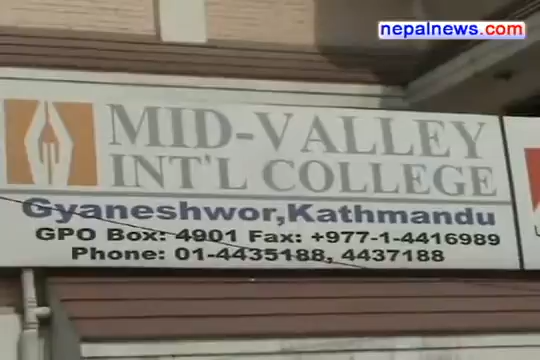 nepalnews.com
MID-VALLEY
INT'L COLLEGE
Gyaneshwor,Kathmandu
GPO Box: 4901 Fax: +977-1-4416989
Phone: 01-4435188, 4437188